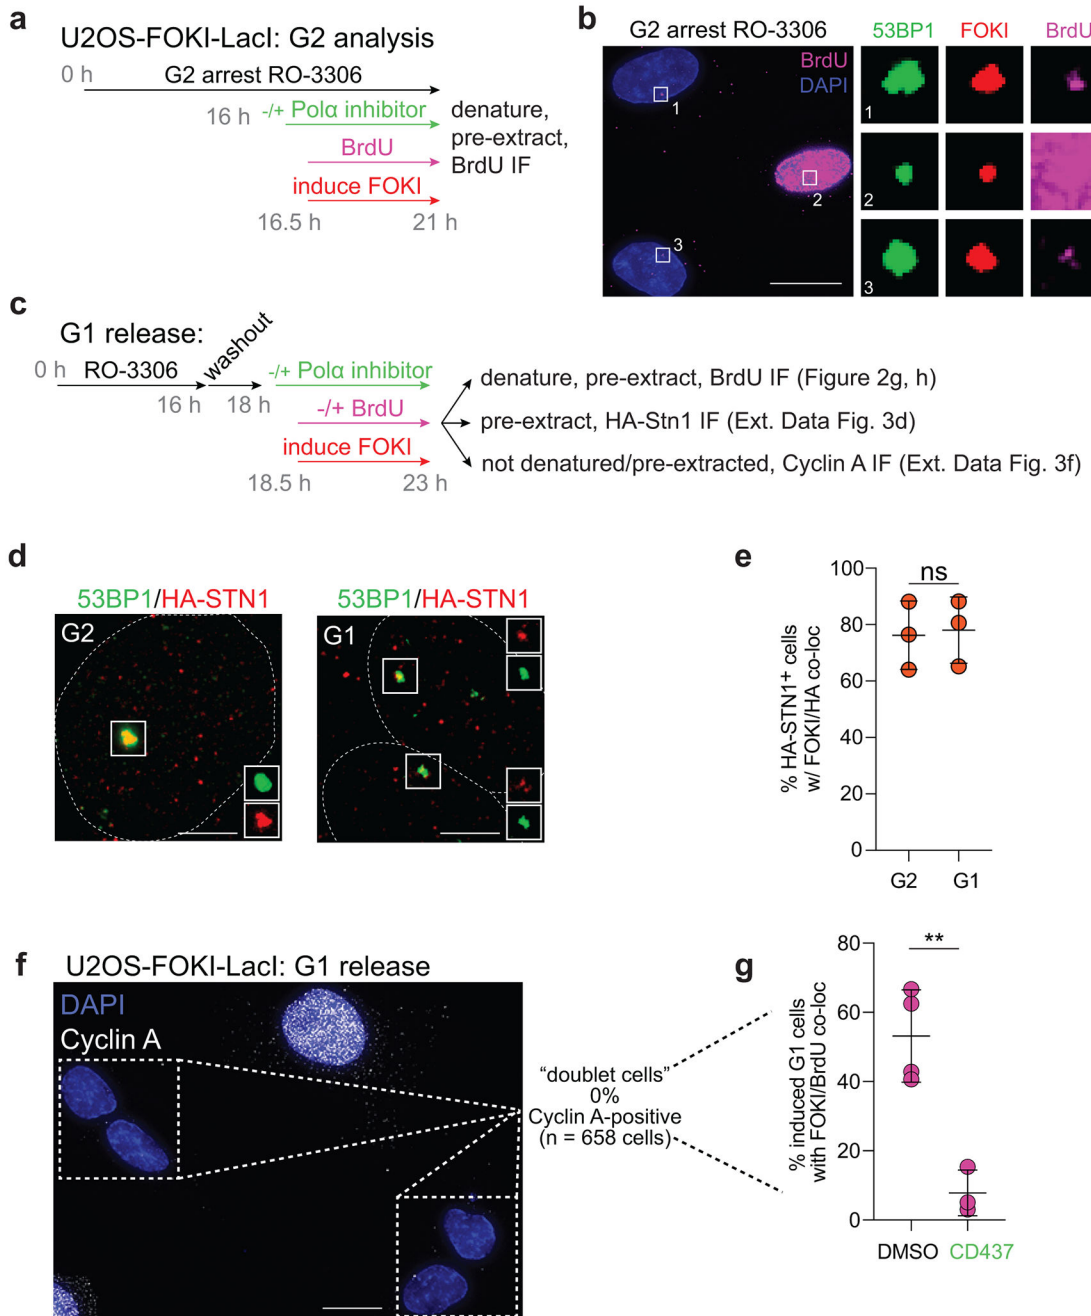 a
U2OS-FOKI-LacI: G2 analysis
0 h
G2 arrest RO-3306
16 h
-/+ Polα inhibitor
BrdU
induce FOKI
16.5 h
21 h
denature,
pre-extract,
BrdU IF
b
G2 arrest RO-3306
53BP1
FOKI
BrdU
BrdU
DAPI
1
2
3
1
2
3
c
G1 release:
0 h
RO-3306
washout
16 h
18 h
-/+ Polα inhibitor
-/+ BrdU
induce FOKI
18.5 h
23 h
denature, pre-extract, BrdU IF (Figure 2g, h)
pre-extract, HA-Stn1 IF (Ext. Data Fig. 3d)
not denatured/pre-extracted, Cyclin A IF (Ext. Data Fig. 3f)
d
53BP1/HA-STN1
G2
53BP1/HA-STN1
G1
e
% HA-STN1+ cells
w/ FOKI/HA co-loc
100
80
60
40
20
0
ns
G2
G1
f
U2OS-FOKI-LacI: G1 release
DAPI
Cyclin A
“doublet cells”
0%
Cyclin A-positive
(n = 658 cells)
g
% induced G1 cells
with FOKI/BrdU co-loc
80
60
40
20
0
**
DMSO
CD437